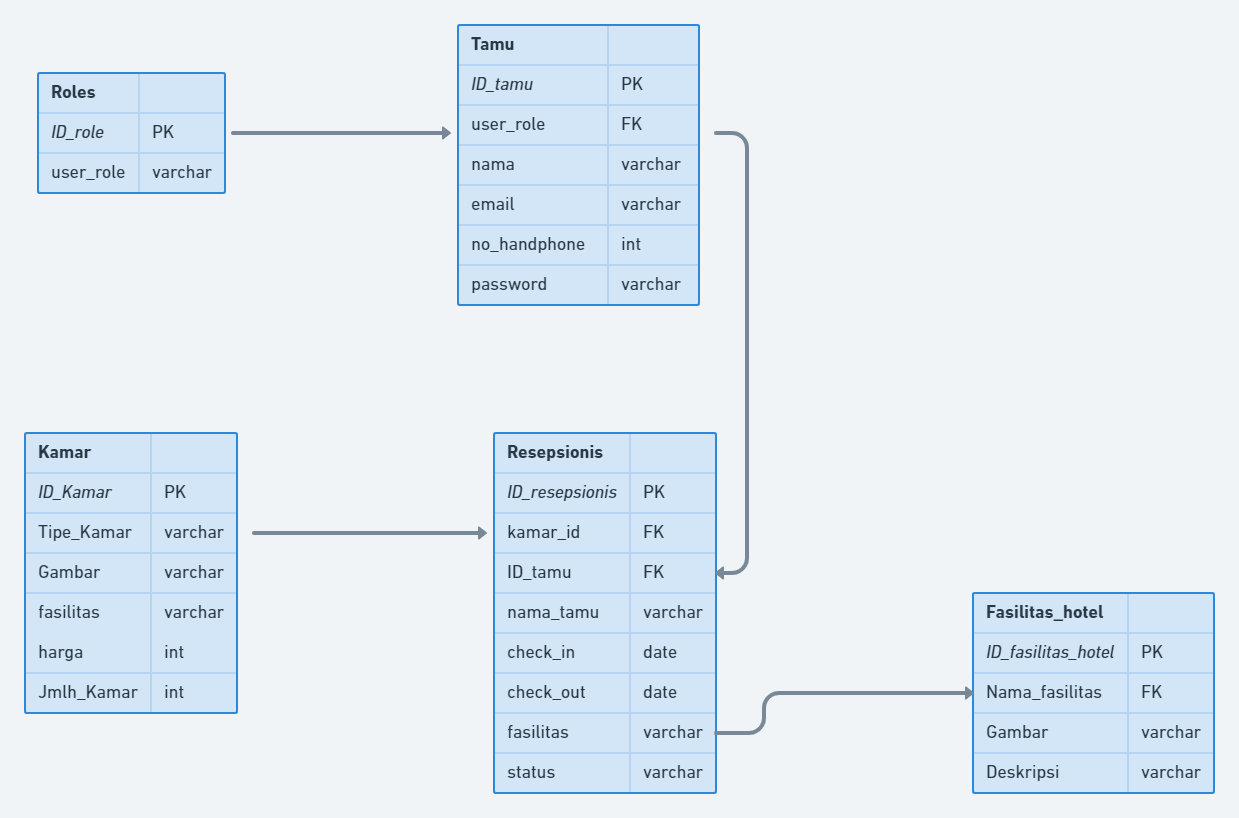 Roles
ID_role PK
user_role varchar
Tamu
ID_tamu PK
user_role FK
nama varchar
email varchar
no_handphone int
password varchar
Kamar
ID_Kamar PK
Tipe_Kamar varchar
Gambar varchar
fasilitas varchar
harga int
Jmlh_Kamar int
Resepsionis
ID_resepsionis PK
kamar_id FK
ID_tamu FK
nama_tamu varchar
check_in date
check_out date
fasilitas varchar
status varchar
Fasilitas_hotel
ID_fasilitas_hotel PK
Nama_fasilitas FK
Gambar varchar
Deskripsi varchar